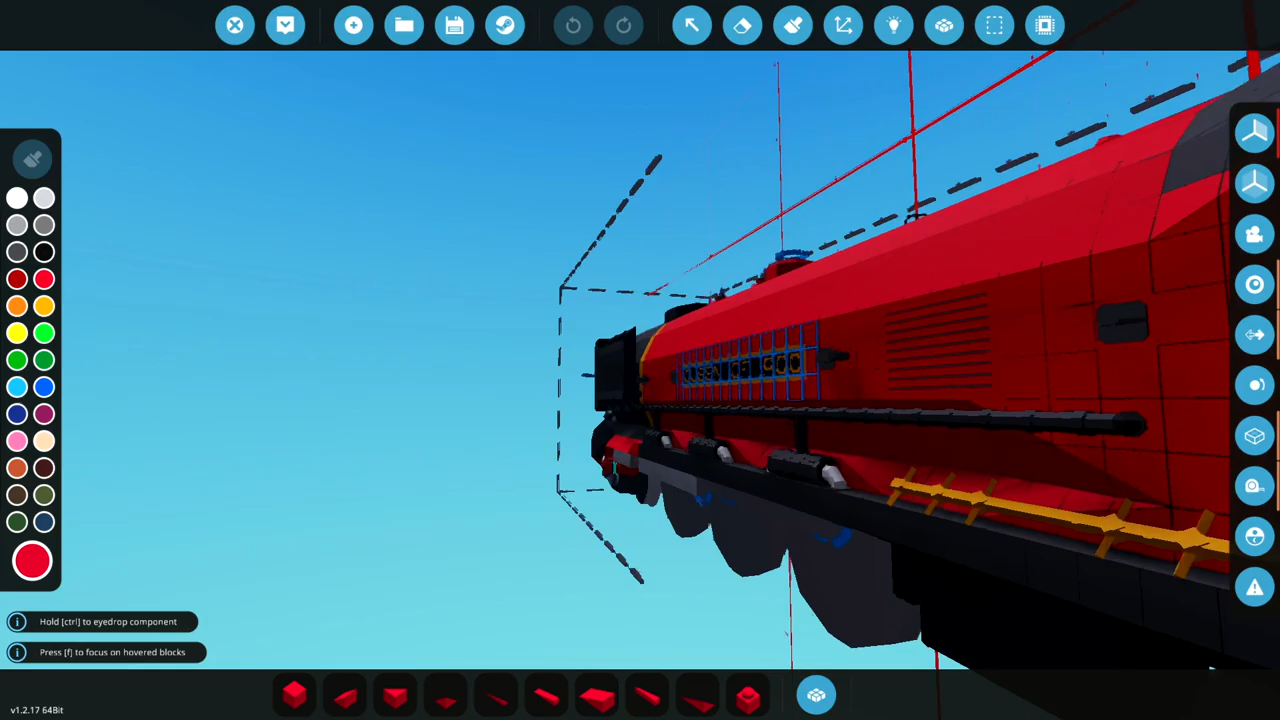 Hold [ctrl] to eyedrop component
Press [f] to focus on hovered blocks
v1.2.17 64Bit